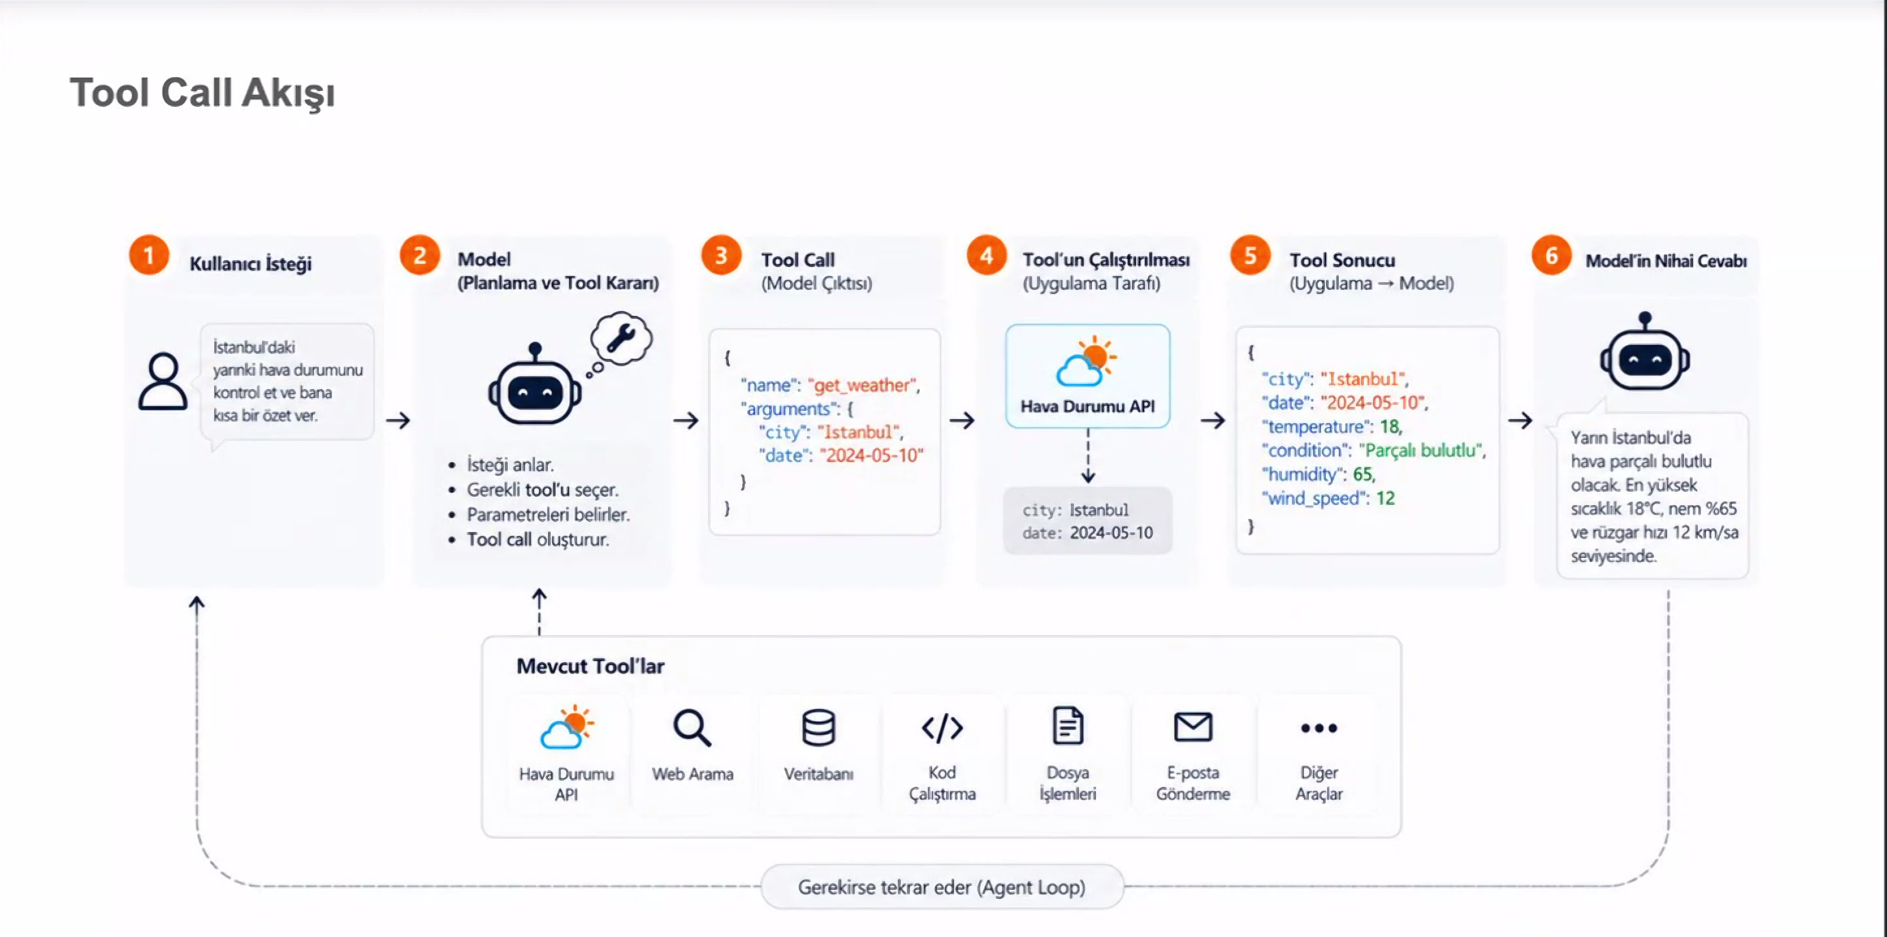 Tool Call Akışı
1
Kullanıcı İsteği
İstanbul'daki
yarınki hava durumunu
kontrol et ve bana
kısa bir özet ver.
2
Model
(Planlama ve Tool Kararı)
• İsteği anlar.
• Gerekli tool'u seçer.
• Parametreleri belirler.
• Tool call oluşturur.
3
Tool Call
(Model Çıktısı)
{
"name": "get_weather",
"arguments": {
"city": "İstanbul",
"date": "2024-05-10"
}
}
4
Tool'un Çalıştırılması
(Uygulama Tarafı)
Hava Durumu API
city: İstanbul
date: 2024-05-10
5
Tool Sonucu
(Uygulama → Model)
{
"city": "İstanbul",
"date": "2024-05-10",
"temperature": 18,
"condition": "Parçalı bulutlu",
"humidity": 65,
"wind_speed": 12
}
6
Model'in Nihai Cevabı
Yarın İstanbul'da
hava parçalı bulutlu
olacak. En yüksek
sıcaklık 18°C, nem %65
ve rüzgar hızı 12 km/sa
seviyesinde.
Mevcut Tool'lar
Hava Durumu
API
Web Arama
Veritabanı
Kod
Çalıştırma
Dosya
İşlemleri
E-posta
Gönderme
Diğer
Araçlar
Gerekirse tekrar eder (Agent Loop)